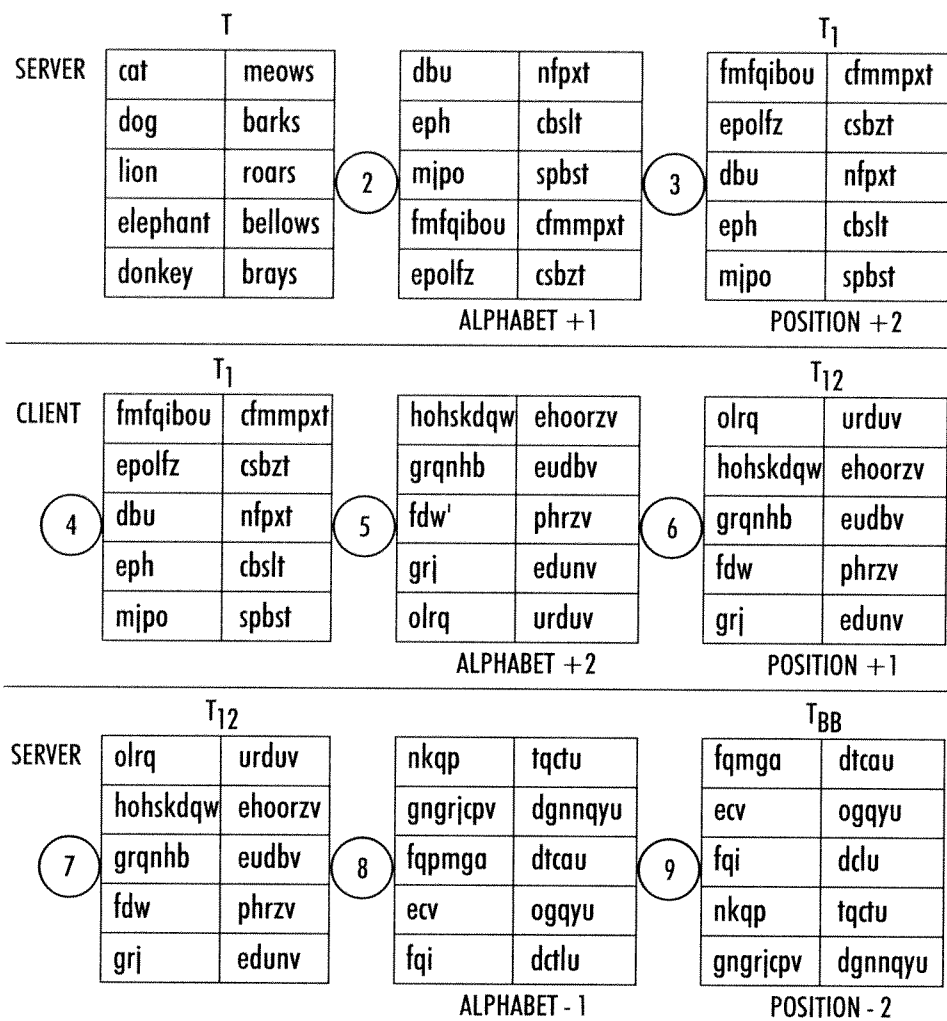 T T1
SERVER cat meows dbu nfpxt fmfqibou cfmmpxt
dog barks eph cbslt epolfz csbzt
lion roars 2 mjpo spbst 3 dbu nfpxt
elephant bellows fmfqibou cfmmpxt eph cbslt
donkey brays epolfz csbzt mjpo spbst
ALPHABET +1 POSITION +2
T1 T12
CLIENT fmfqibou cfmmpxt hohskdqw ehoorzv olrq urduv
epolfz csbzt grqnhb eudbv hohskdqw ehoorzv
4 dbu nfpxt 5 fdw' phrzv 6 grqnhb eudbv
eph cbslt grj edunv fdw phrzv
mjpo spbst olrq urduv grj edunv
ALPHABET +2 POSITION +1
T12 TBB
SERVER olrq urduv nkqp tqctu fqmga dtcau
hohskdqw ehoorzv gngrjcpv dgnnqyu ecv ogqyu
7 grqnhb eudbv 8 fqpmga dtcau 9 fqi dclu
fdw phrzv ecv ogqyu nkqp tqctu
grj edunv fqi dctlu gngrjcpv dgnnqyu
ALPHABET - 1 POSITION - 2